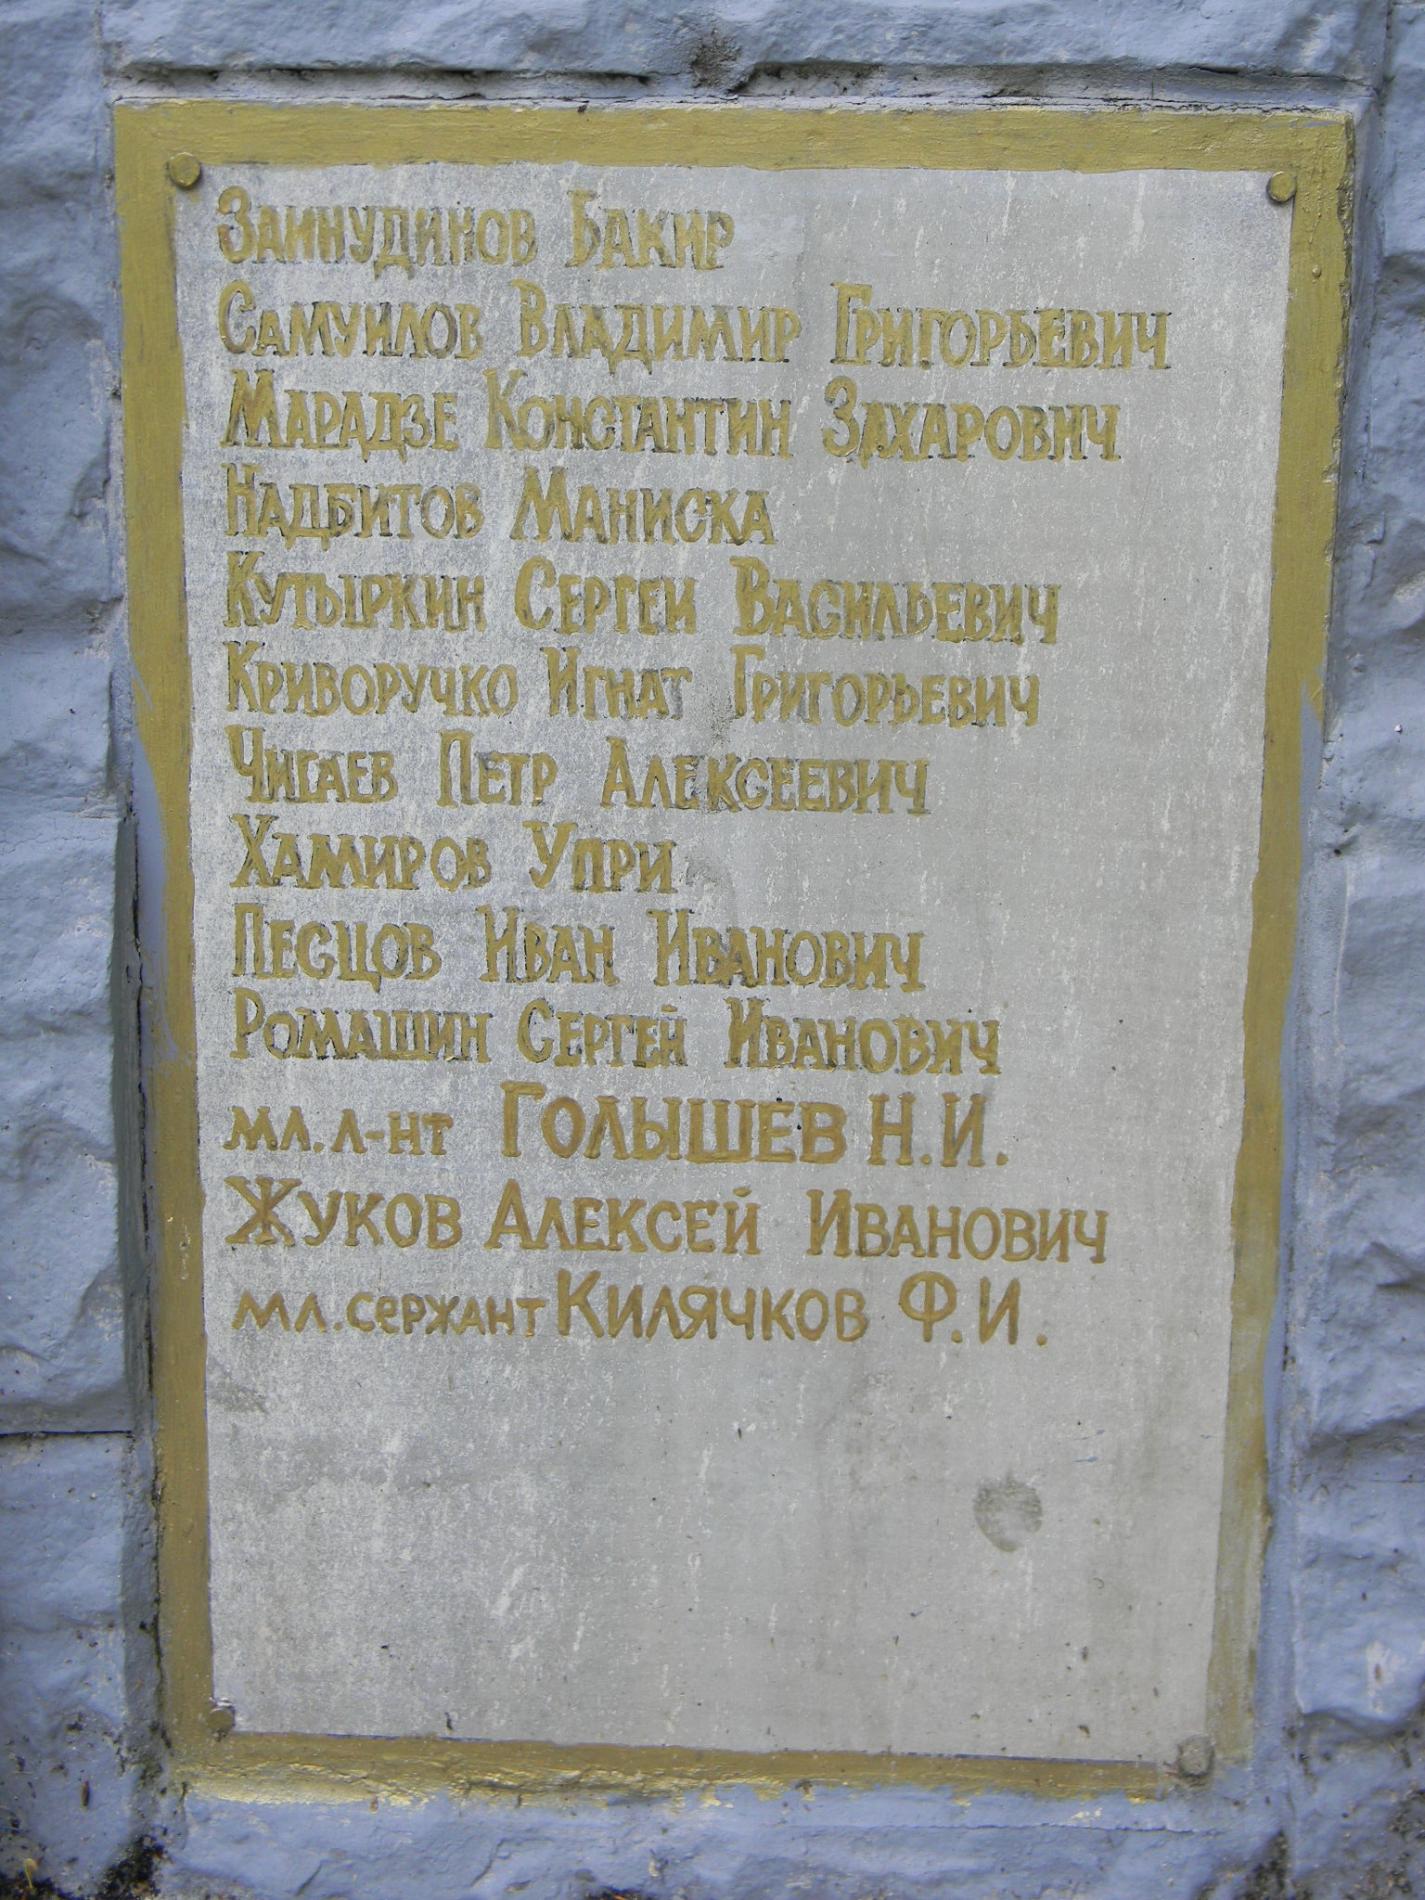 Заинудинов Бакир
Самуилов Владимир Григорьевич
Марадзе Константин Захарович
Надбитов Маниска
Кутыркин Сергеи Васильевич
Криворучко Игнат Григорьевич
Чигаев Петр Алексеевич
Хамиров Упри
Песцов Иван Иванович
Ромашин Сергей Иванович
мл. л-нт Голышев Н.И.
Жуков Алексей Иванович
мл. сержант Килячков Ф.И.